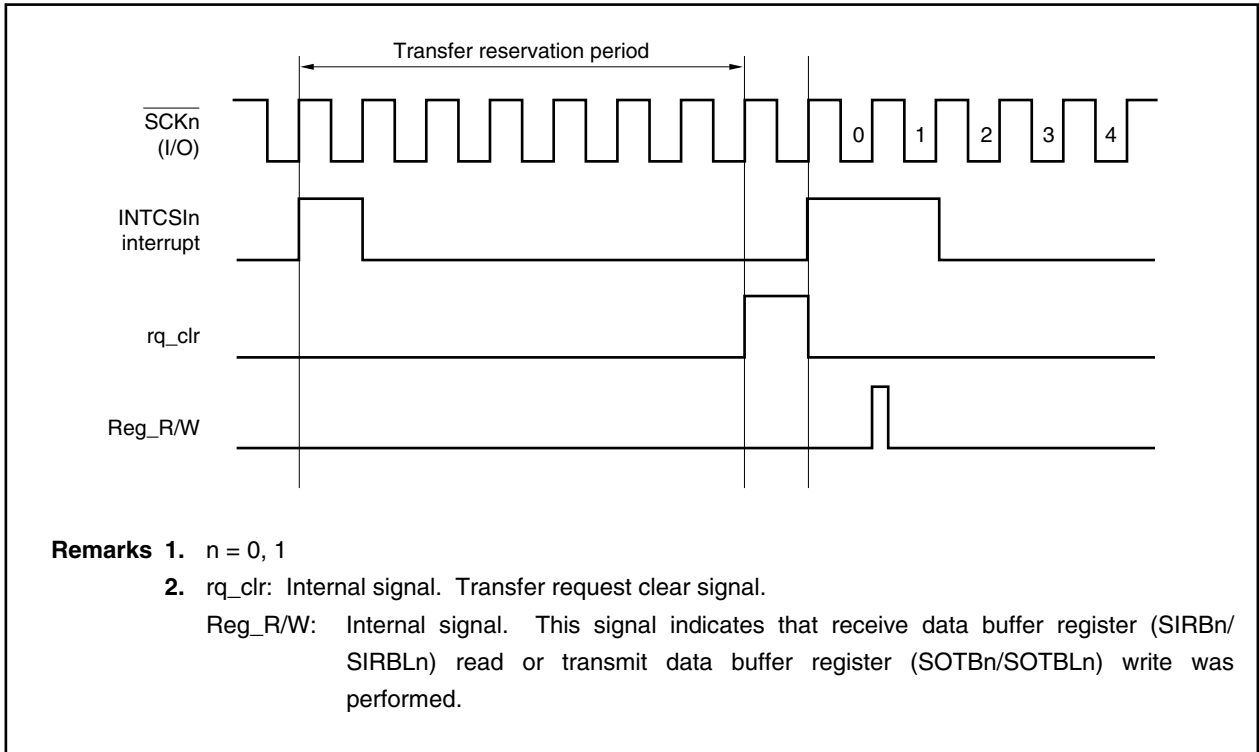 Transfer reservation period
SCKn
(I/O)
0 1 2 3 4
INTCSIn
interrupt
rq_clr
Reg_R/W
Remarks 1. n = 0, 1
2. rq_clr: Internal signal. Transfer request clear signal.
Reg_R/W: Internal signal. This signal indicates that receive data buffer register (SIRBn/
SIRBLn) read or transmit data buffer register (SOTBn/SOTBLn) write was
performed.